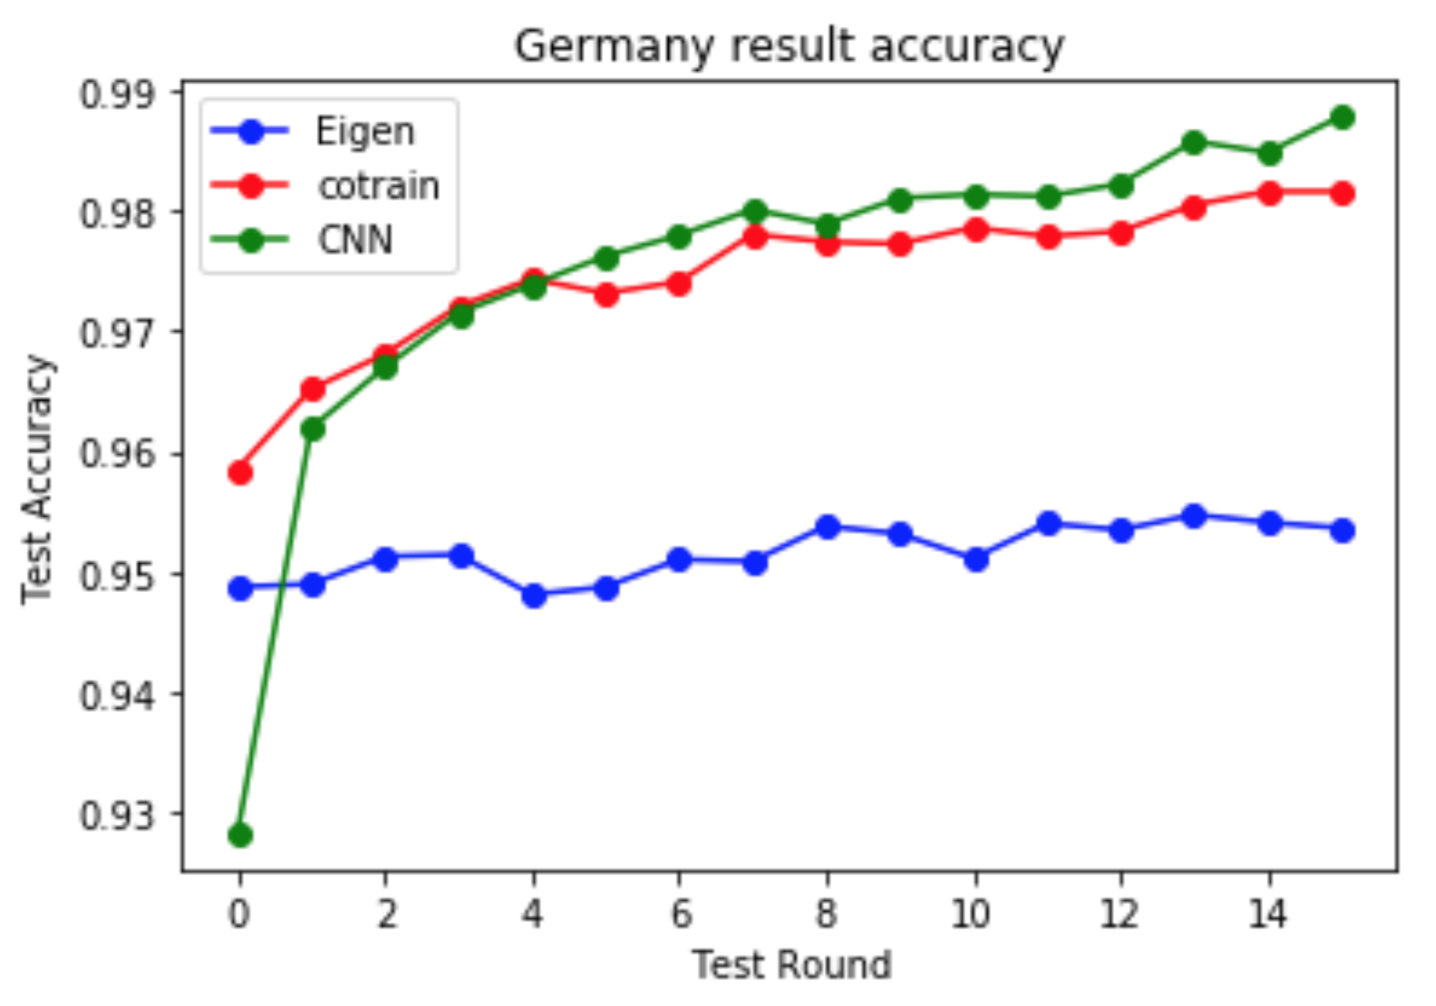 Germany result accuracy
Eigen
cotrain
CNN
Test Accuracy
0.99
0.98
0.97
0.96
0.95
0.94
0.93
0 2 4 6 8 10 12 14
Test Round